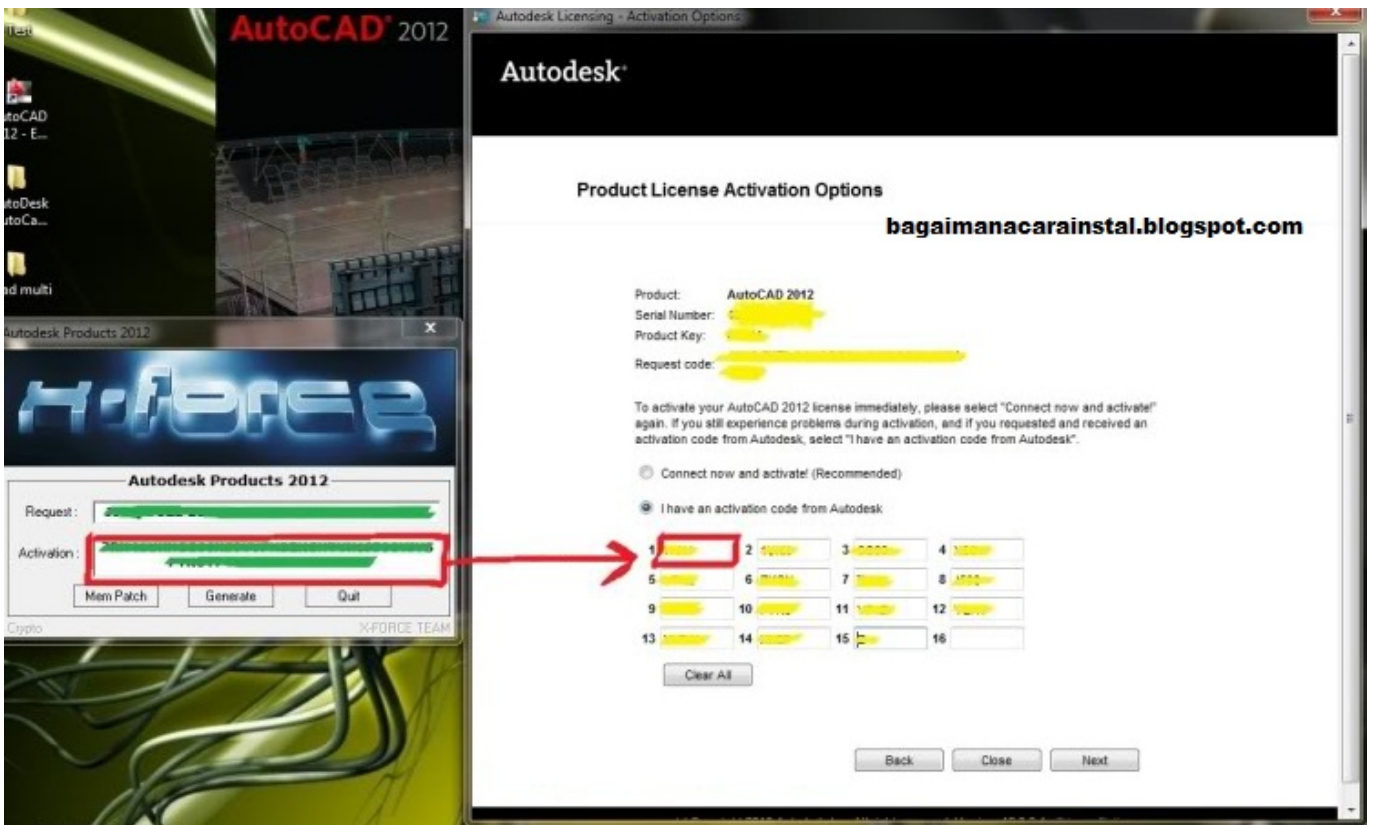 Test
AutoCAD 2012
toCAD
12 - E...
toDesk
utoCa...
ad multi
Autodesk Products 2012
X
x-force
Autodesk Products 2012
Request :
Activation :
Mem Patch Generate Quit
Crypto X-FORCE TEAM
Autodesk Licensing - Activation Options
Autodesk
Product License Activation Options
bagaimanacarainstal.blogspot.com
Product: AutoCAD 2012
Serial Number:
Product Key:
Request code:
To activate your AutoCAD 2012 license immediately, please select "Connect now and activate!"
again. If you still experience problems during activation, and if you requested and received an
activation code from Autodesk, select "I have an activation code from Autodesk".
Connect now and activate! (Recommended)
I have an activation code from Autodesk
1 2 3 4
5 6 7 8
9 10 11 12
13 14 15 16
Clear All
Back Close Next